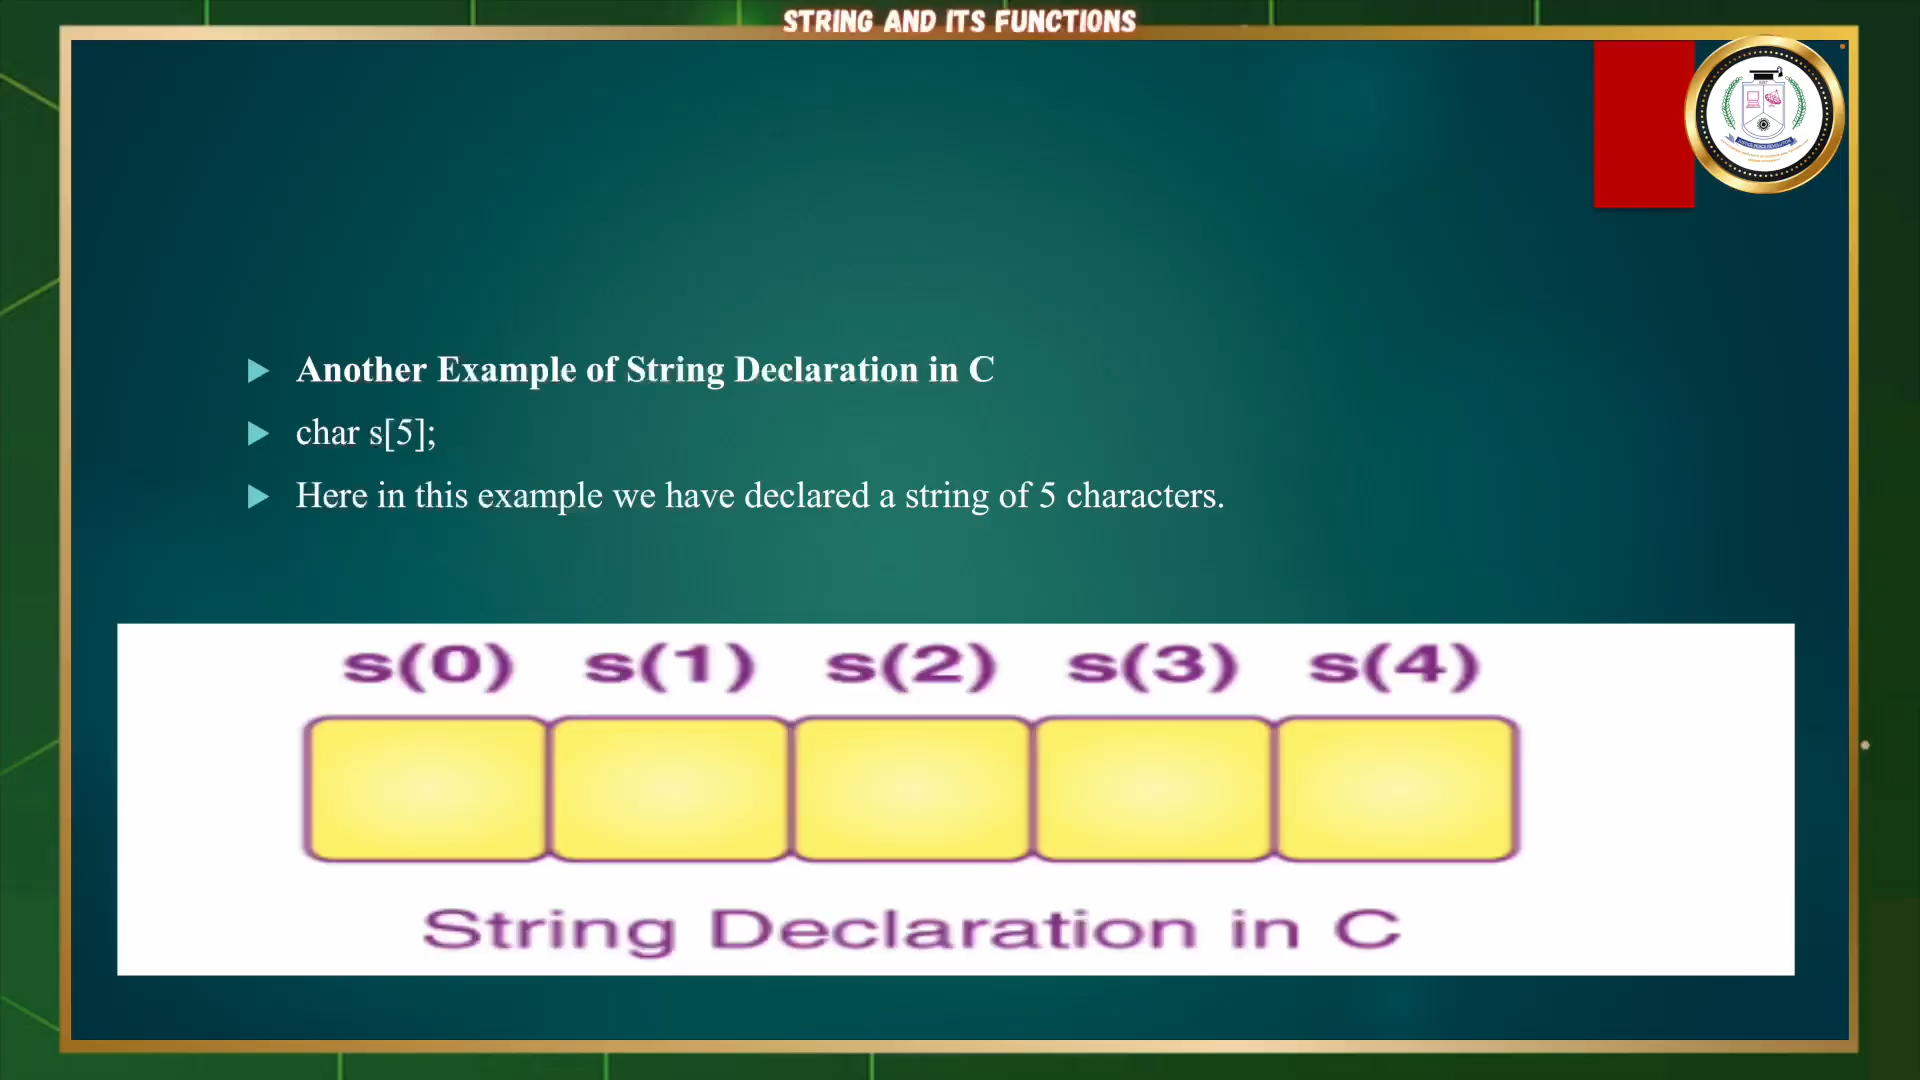 STRING AND ITS FUNCTIONS
Another Example of String Declaration in C
char s[5];
Here in this example we have declared a string of 5 characters.
s(0) s(1) s(2) s(3) s(4)
String Declaration in C